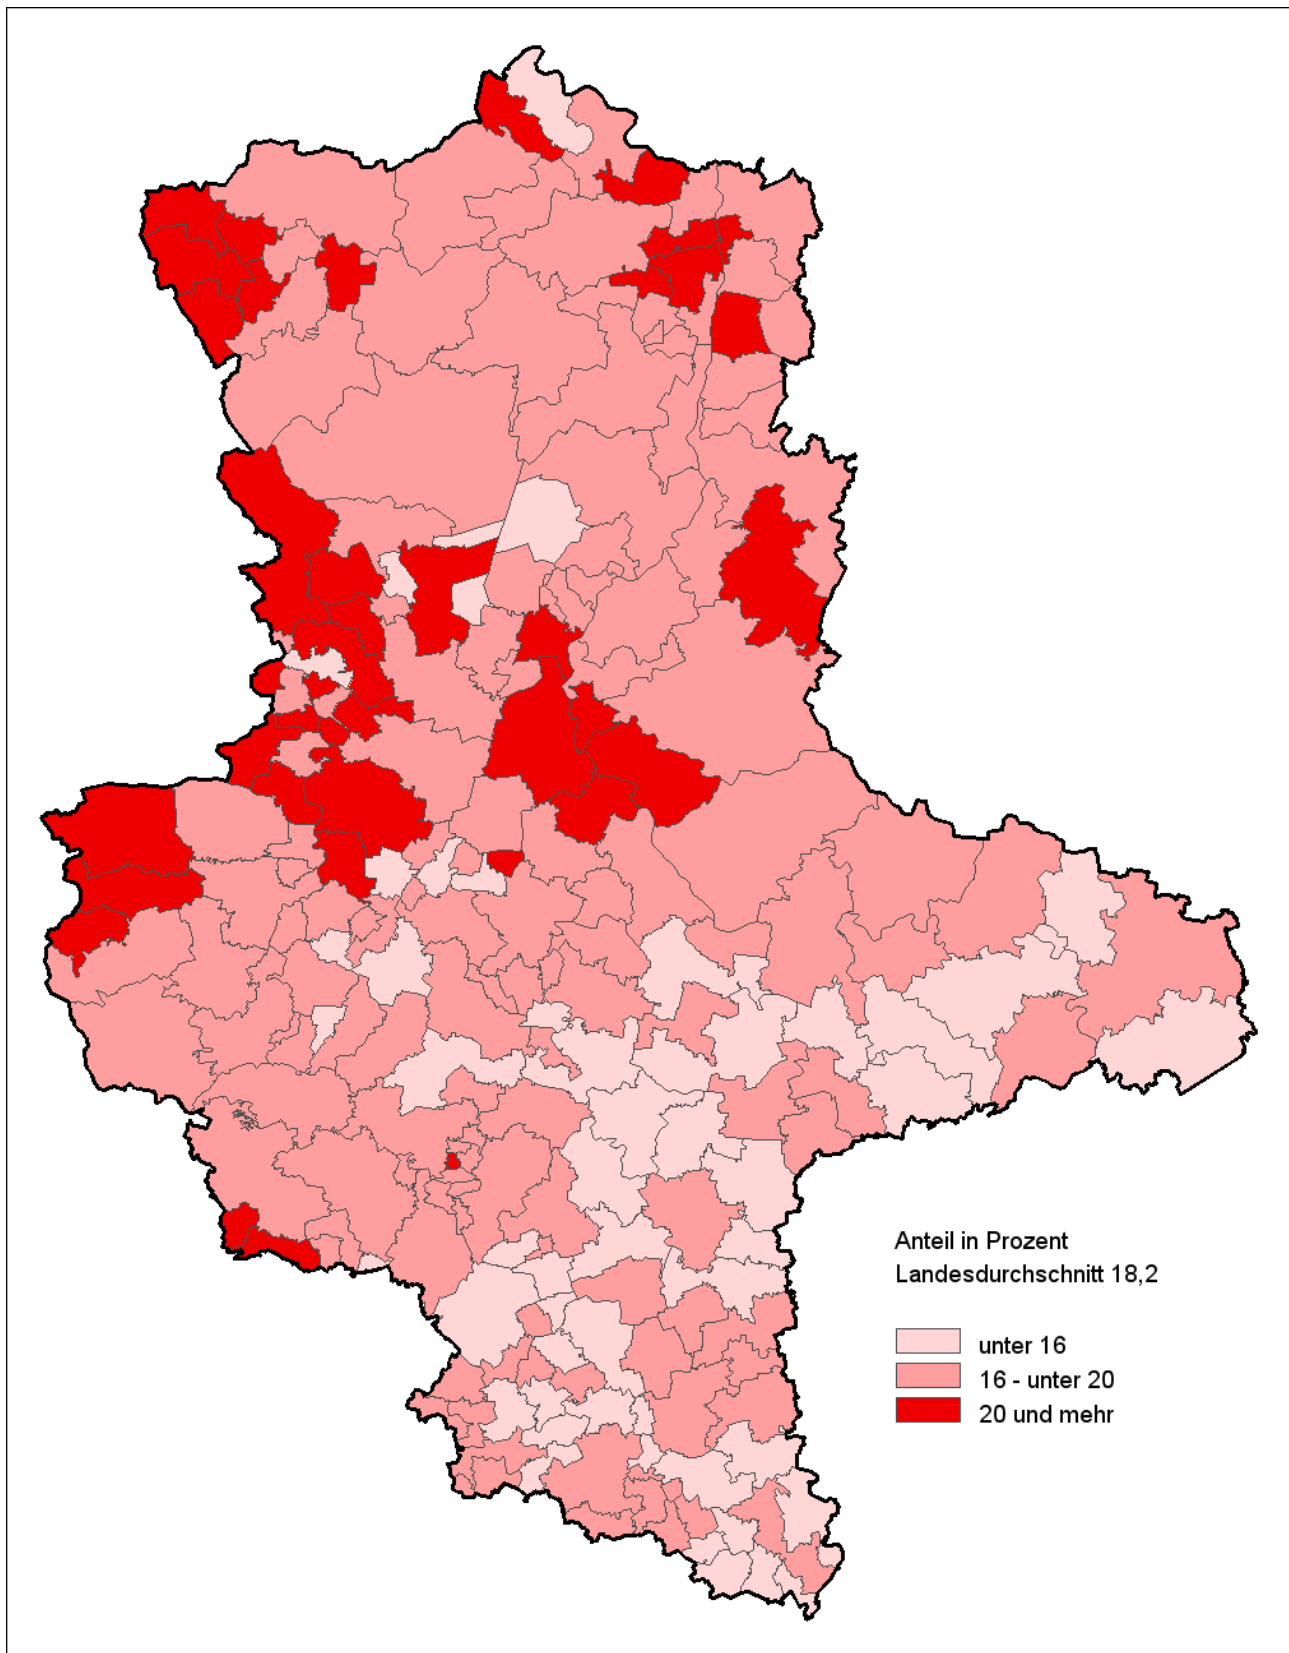 Anteil in Prozent
Landesdurchschnitt 18,2
unter 16
16 - unter 20
20 und mehr